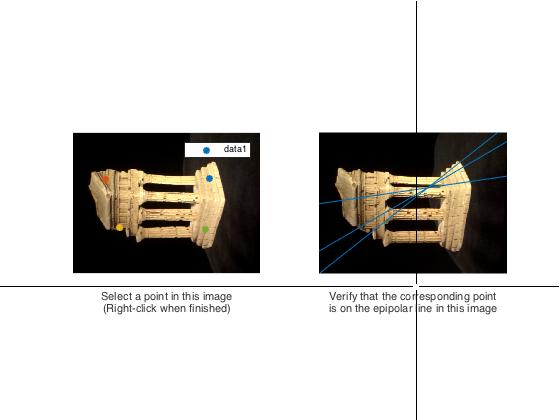 data1
Select a point in this image
(Right-click when finished)
Verify that the corresponding point
is on the epipolar line in this image